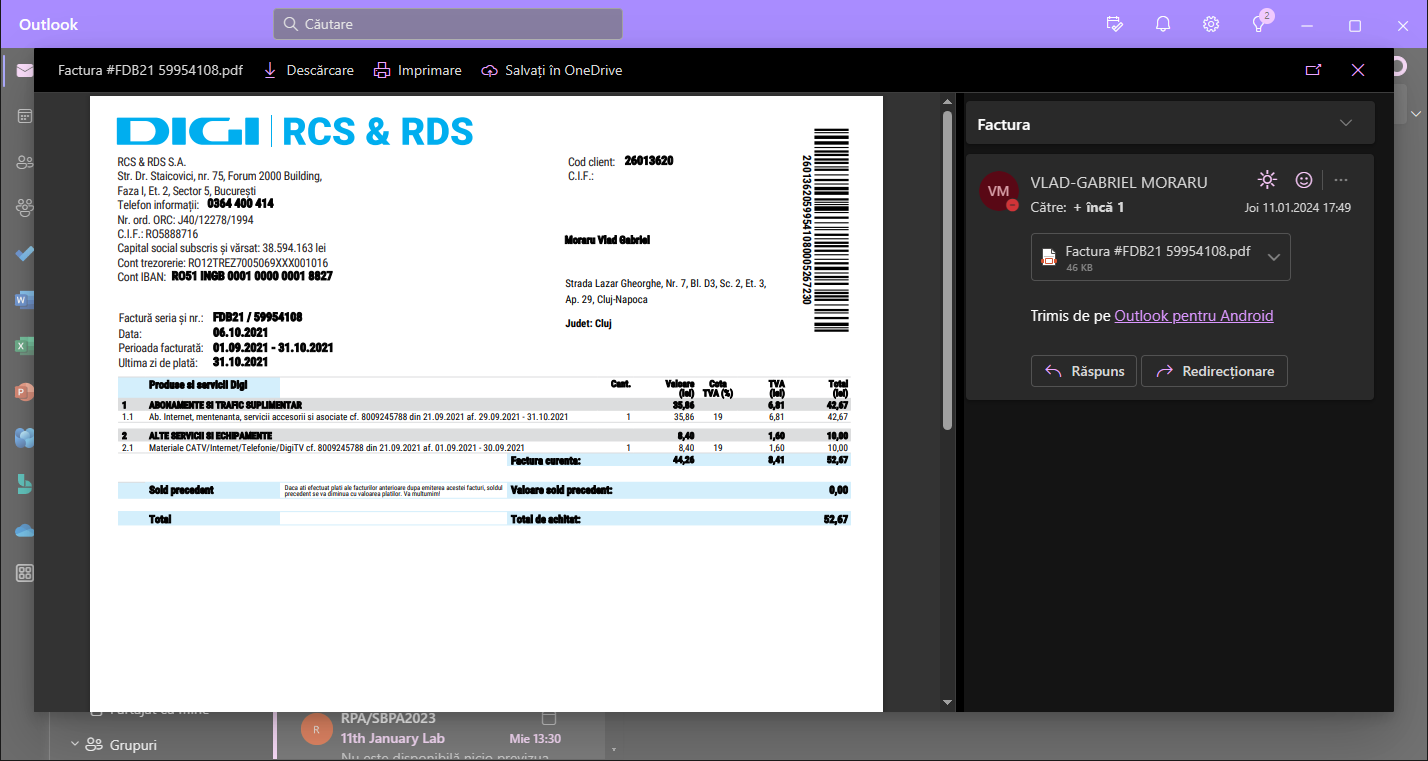 Outlook
Căutare
2
Factura #FDB21 59954108.pdf
Descărcare
Imprimare
Salvați în OneDrive
DIGI | RCS & RDS
RCS & RDS S.A.
Str. Dr. Staicovici, nr. 75, Forum 2000 Building,
Faza I, Et. 2, Sector 5, București
Telefon informații: 0364 400 414
Nr. ord. ORC: J40/12278/1994
C.I.F.: RO5888716
Capital social subscris și vărsat: 38.594.163 lei
Cont trezorerie: RO12TREZ7005069XXX001016
Cont IBAN: RO51 INGB 0001 0000 0001 8827
Cod client: 26013620
C.I.F.:
Moraru Vlad Gabriel
Strada Lazar Gheorghe, Nr. 7, Bl. D3, Sc. 2, Et. 3,
Ap. 29, Cluj-Napoca
Judet: Cluj
26013620599541080005267230
Factură seria și nr.: FDB21 / 59954108
Data: 06.10.2021
Perioada facturată: 01.09.2021 - 31.10.2021
Ultima zi de plată: 31.10.2021
Produse si servicii Digi Cant. Valoare (lei) Cota TVA (%) TVA (lei) Total (lei)
1 ABONAMENTE SI TRAFIC SUPLIMENTAR 35,86 6,81 42,67
1.1 Ab. Internet, mentenanta, servicii accesorii si asociate cf. 8009245788 din 21.09.2021 af. 29.09.2021 - 31.10.2021 1 35,86 19 6,81 42,67
2 ALTE SERVICII SI ECHIPAMENTE 8,40 1,60 10,00
2.1 Materiale CATV/Internet/Telefonie/DigiTV cf. 8009245788 din 21.09.2021 af. 01.09.2021 - 30.09.2021 1 8,40 19 1,60 10,00
Factura curenta: 44,26 8,41 52,67
Sold precedent Daca ati efectuat plati ale facturilor anterioare dupa emiterea acestei facturi, soldul
precedent se va diminua cu valoarea platilor. Va multumim! Valoare sold precedent: 0,00
Total Total de achitat: 52,67
Factura
VM
VLAD-GABRIEL MORARU
Către: + încă 1
Joi 11.01.2024 17:49
Factura #FDB21 59954108.pdf
46 KB
Trimis de pe Outlook pentru Android
Răspuns
Redirecționare
Partajat cu mine
Grupuri
R
RPA/SBPA2023
11th January Lab
Mie 13:30
Nu este disponibilă nicio previzua